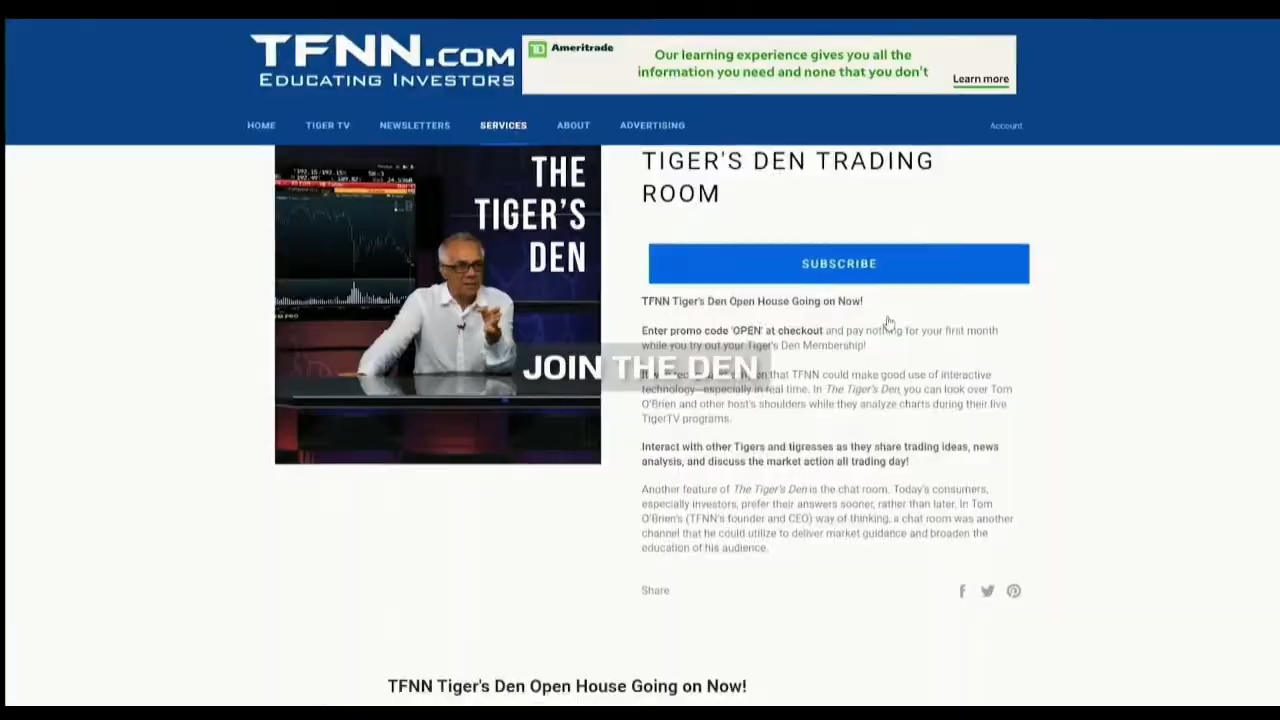 TFNN.COM
EDUCATING INVESTORS
TD Ameritrade
Our learning experience gives you all the
information you need and none that you don't
Learn more
HOME
TIGER TV
NEWSLETTERS
SERVICES
ABOUT
ADVERTISING
Account
THE
TIGER'S
DEN
TIGER'S DEN TRADING
ROOM
SUBSCRIBE
TFNN Tiger's Den Open House Going on Now!
Enter promo code 'OPEN' at checkout and pay nothing for your first month
while you try out your Tiger's Den Membership!
JOIN THE DEN
that TFNN could make good use of interactive
technology—especially in real time. In The Tiger's Den, you can look over Tom
O'Brien and other host's shoulders while they analyze charts during their live
TigerTV programs.
Interact with other Tigers and tigresses as they share trading ideas, news
analysis, and discuss the market action all trading day!
Another feature of The Tiger's Den is the chat room. Today's consumers,
especially investors, prefer their answers sooner, rather than later. In Tom
O'Brien's (TFNN's founder and CEO) way of thinking, a chat room was another
channel that he could utilize to deliver market guidance and broaden the
education of his audience.
Share
TFNN Tiger's Den Open House Going on Now!